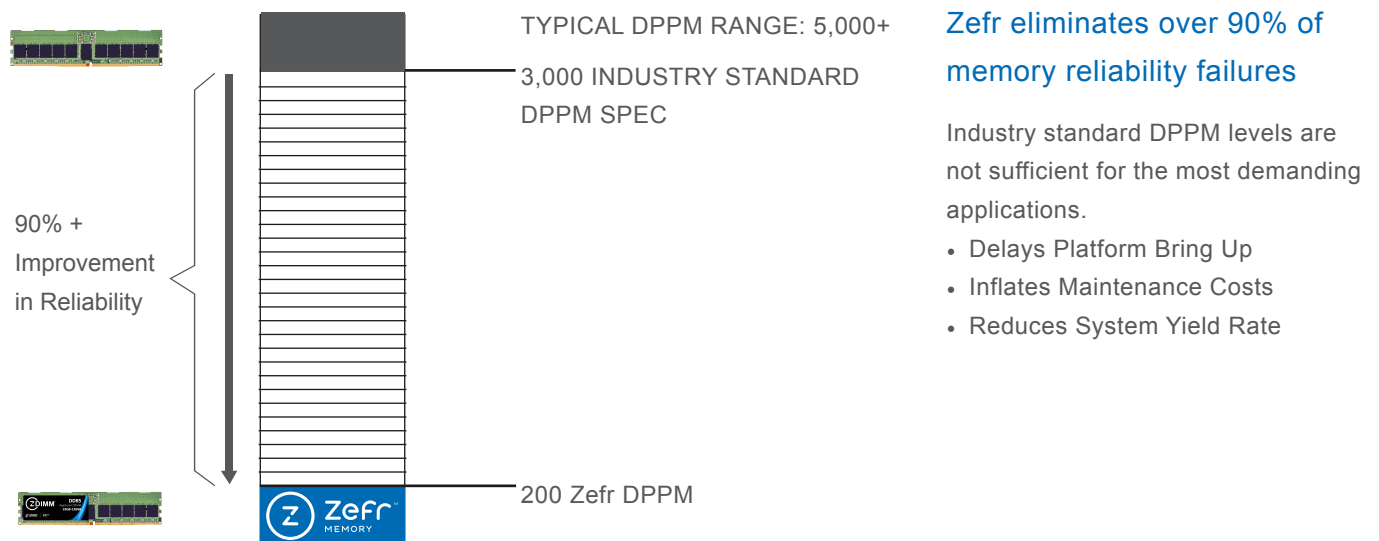 TYPICAL DPPM RANGE: 5,000+
3,000 INDUSTRY STANDARD
DPPM SPEC
90% +
Improvement
in Reliability
200 Zefr DPPM
ZDIMM
DDR5
Z Zefr™
MEMORY
Zefr eliminates over 90% of
memory reliability failures
Industry standard DPPM levels are
not sufficient for the most demanding
applications.
• Delays Platform Bring Up
• Inflates Maintenance Costs
• Reduces System Yield Rate